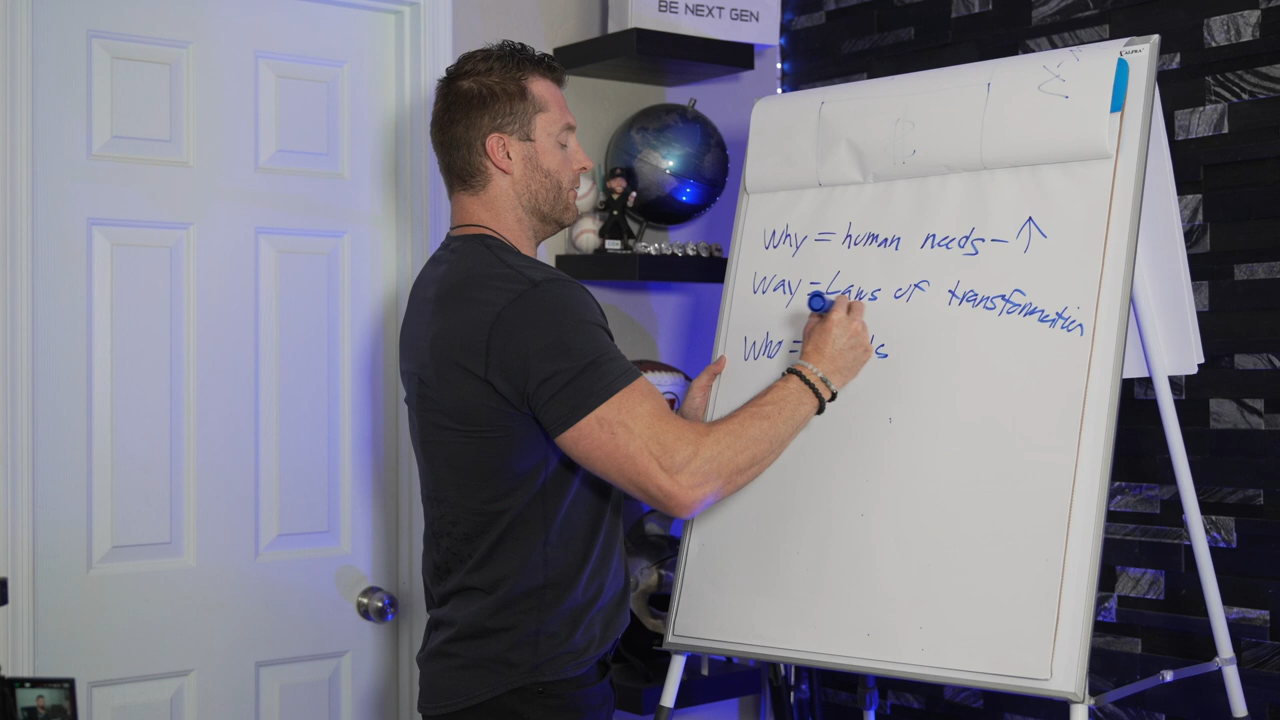 BE NEXT GEN
Why = human needs - ↑
Way = Laws of transformation
Who =